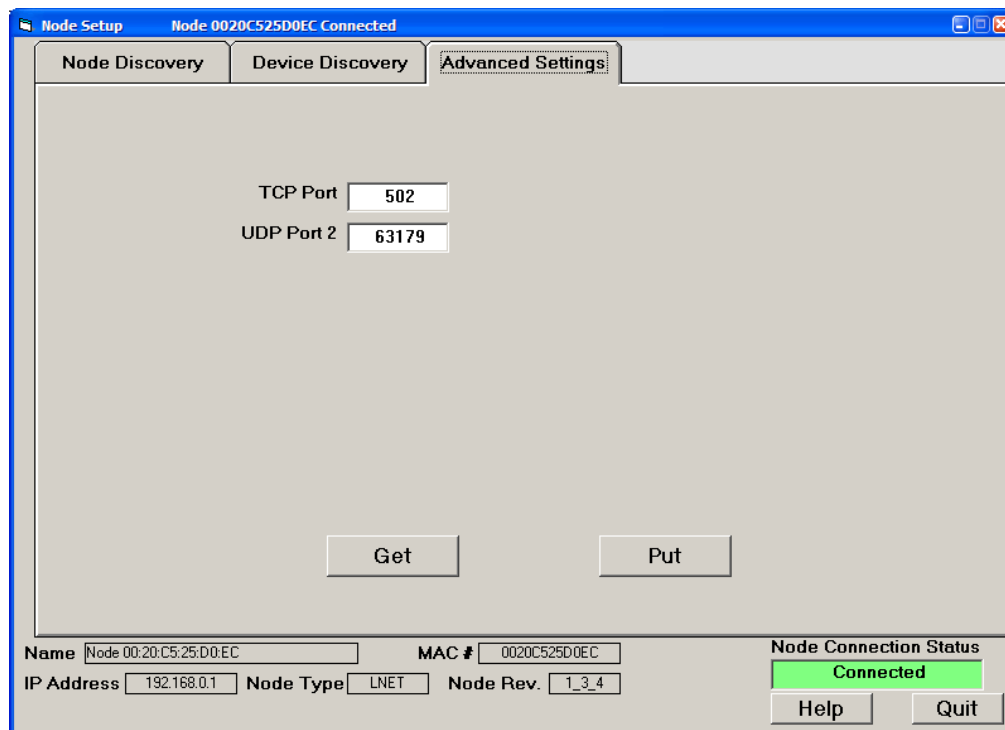 Node Setup Node 0020C525D0EC Connected
Node Discovery Device Discovery Advanced Settings
TCP Port 502
UDP Port 2 63179
Get Put
Name Node 00:20:C5:25:D0:EC MAC # 0020C525D0EC
Node Connection Status
Connected
IP Address 192.168.0.1 Node Type LNET Node Rev. 1_3_4
Help Quit